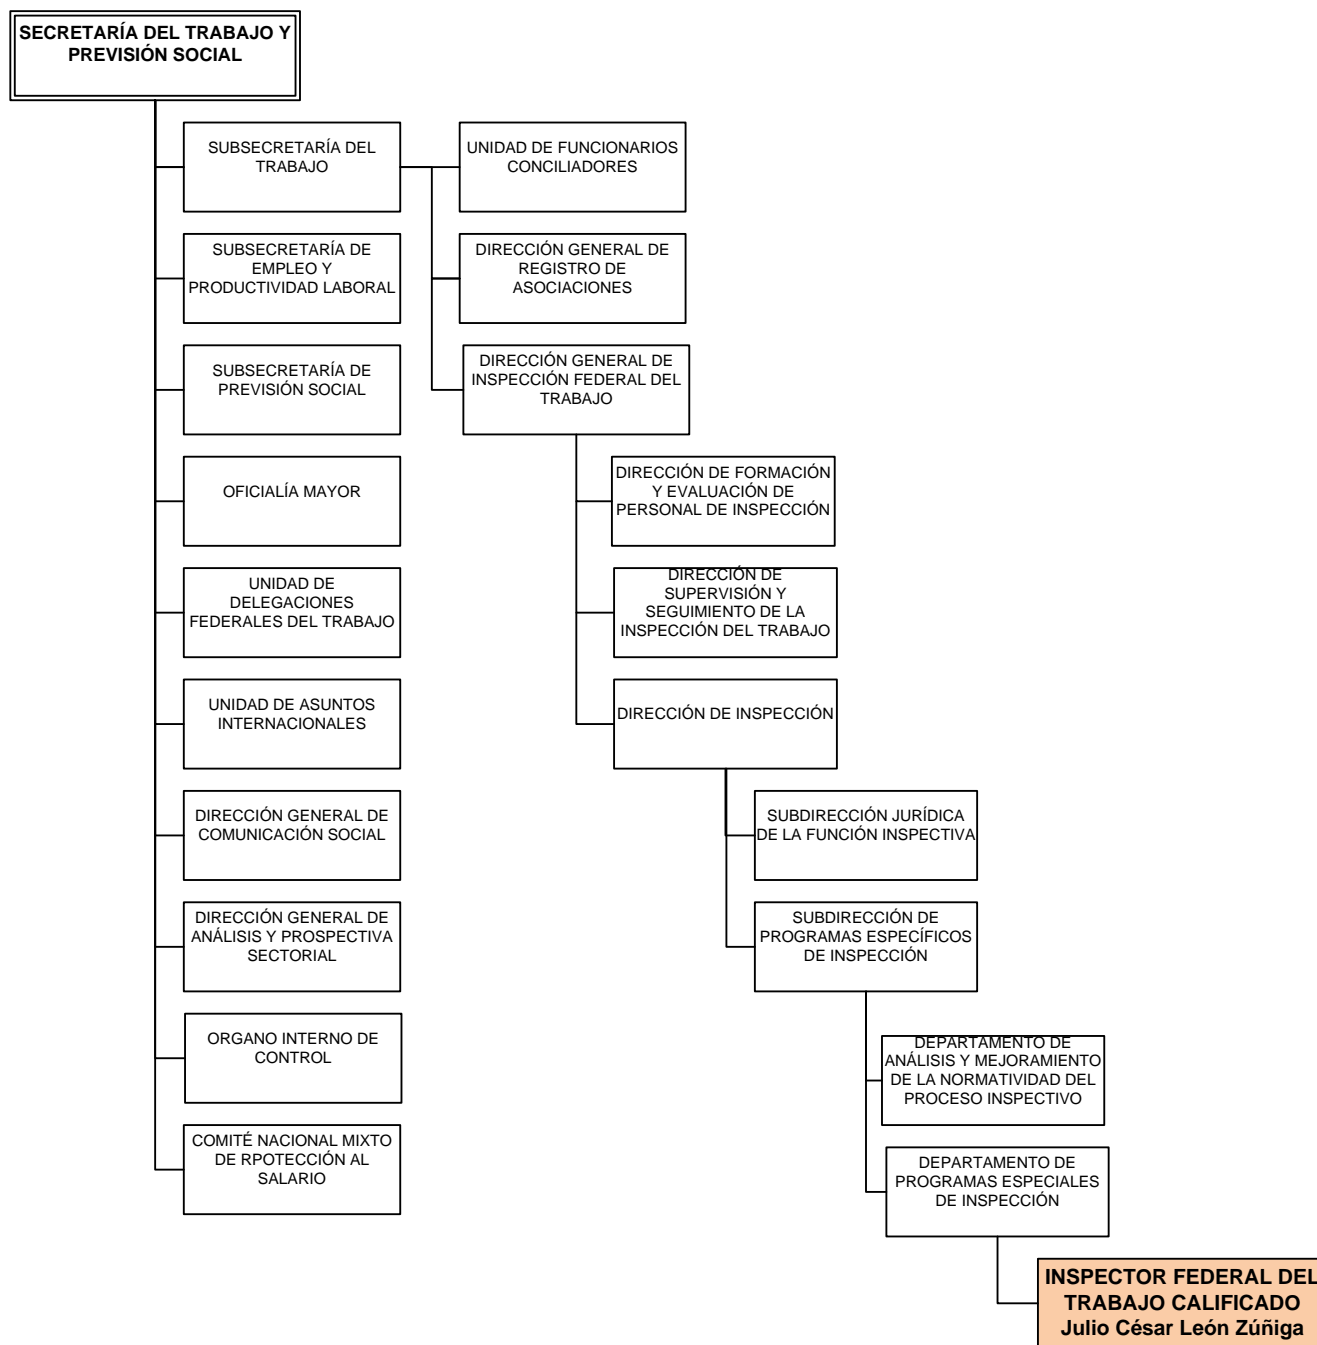 SECRETARÍA DEL TRABAJO Y
PREVISIÓN SOCIAL
SUBSECRETARÍA DEL
TRABAJO
UNIDAD DE FUNCIONARIOS
CONCILIADORES
SUBSECRETARÍA DE
EMPLEO Y
PRODUCTIVIDAD LABORAL
DIRECCIÓN GENERAL DE
REGISTRO DE
ASOCIACIONES
SUBSECRETARÍA DE
PREVISIÓN SOCIAL
DIRECCIÓN GENERAL DE
INSPECCIÓN FEDERAL DEL
TRABAJO
OFICIALÍA MAYOR
DIRECCIÓN DE FORMACIÓN
Y EVALUACIÓN DE
PERSONAL DE INSPECCIÓN
UNIDAD DE
DELEGACIONES
FEDERALES DEL TRABAJO
DIRECCIÓN DE
SUPERVISIÓN Y
SEGUIMIENTO DE LA
INSPECCIÓN DEL TRABAJO
UNIDAD DE ASUNTOS
INTERNACIONALES
DIRECCIÓN DE INSPECCIÓN
DIRECCIÓN GENERAL DE
COMUNICACIÓN SOCIAL
SUBDIRECCIÓN JURÍDICA
DE LA FUNCIÓN INSPECTIVA
DIRECCIÓN GENERAL DE
ANÁLISIS Y PROSPECTIVA
SECTORIAL
SUBDIRECCIÓN DE
PROGRAMAS ESPECÍFICOS
DE INSPECCIÓN
ORGANO INTERNO DE
CONTROL
DEPARTAMENTO DE
ANÁLISIS Y MEJORAMIENTO
DE LA NORMATIVIDAD DEL
PROCESO INSPECTIVO
COMITÉ NACIONAL MIXTO
DE RPOTECCIÓN AL
SALARIO
DEPARTAMENTO DE
PROGRAMAS ESPECIALES
DE INSPECCIÓN
INSPECTOR FEDERAL DEL
TRABAJO CALIFICADO
Julio César León Zúñiga